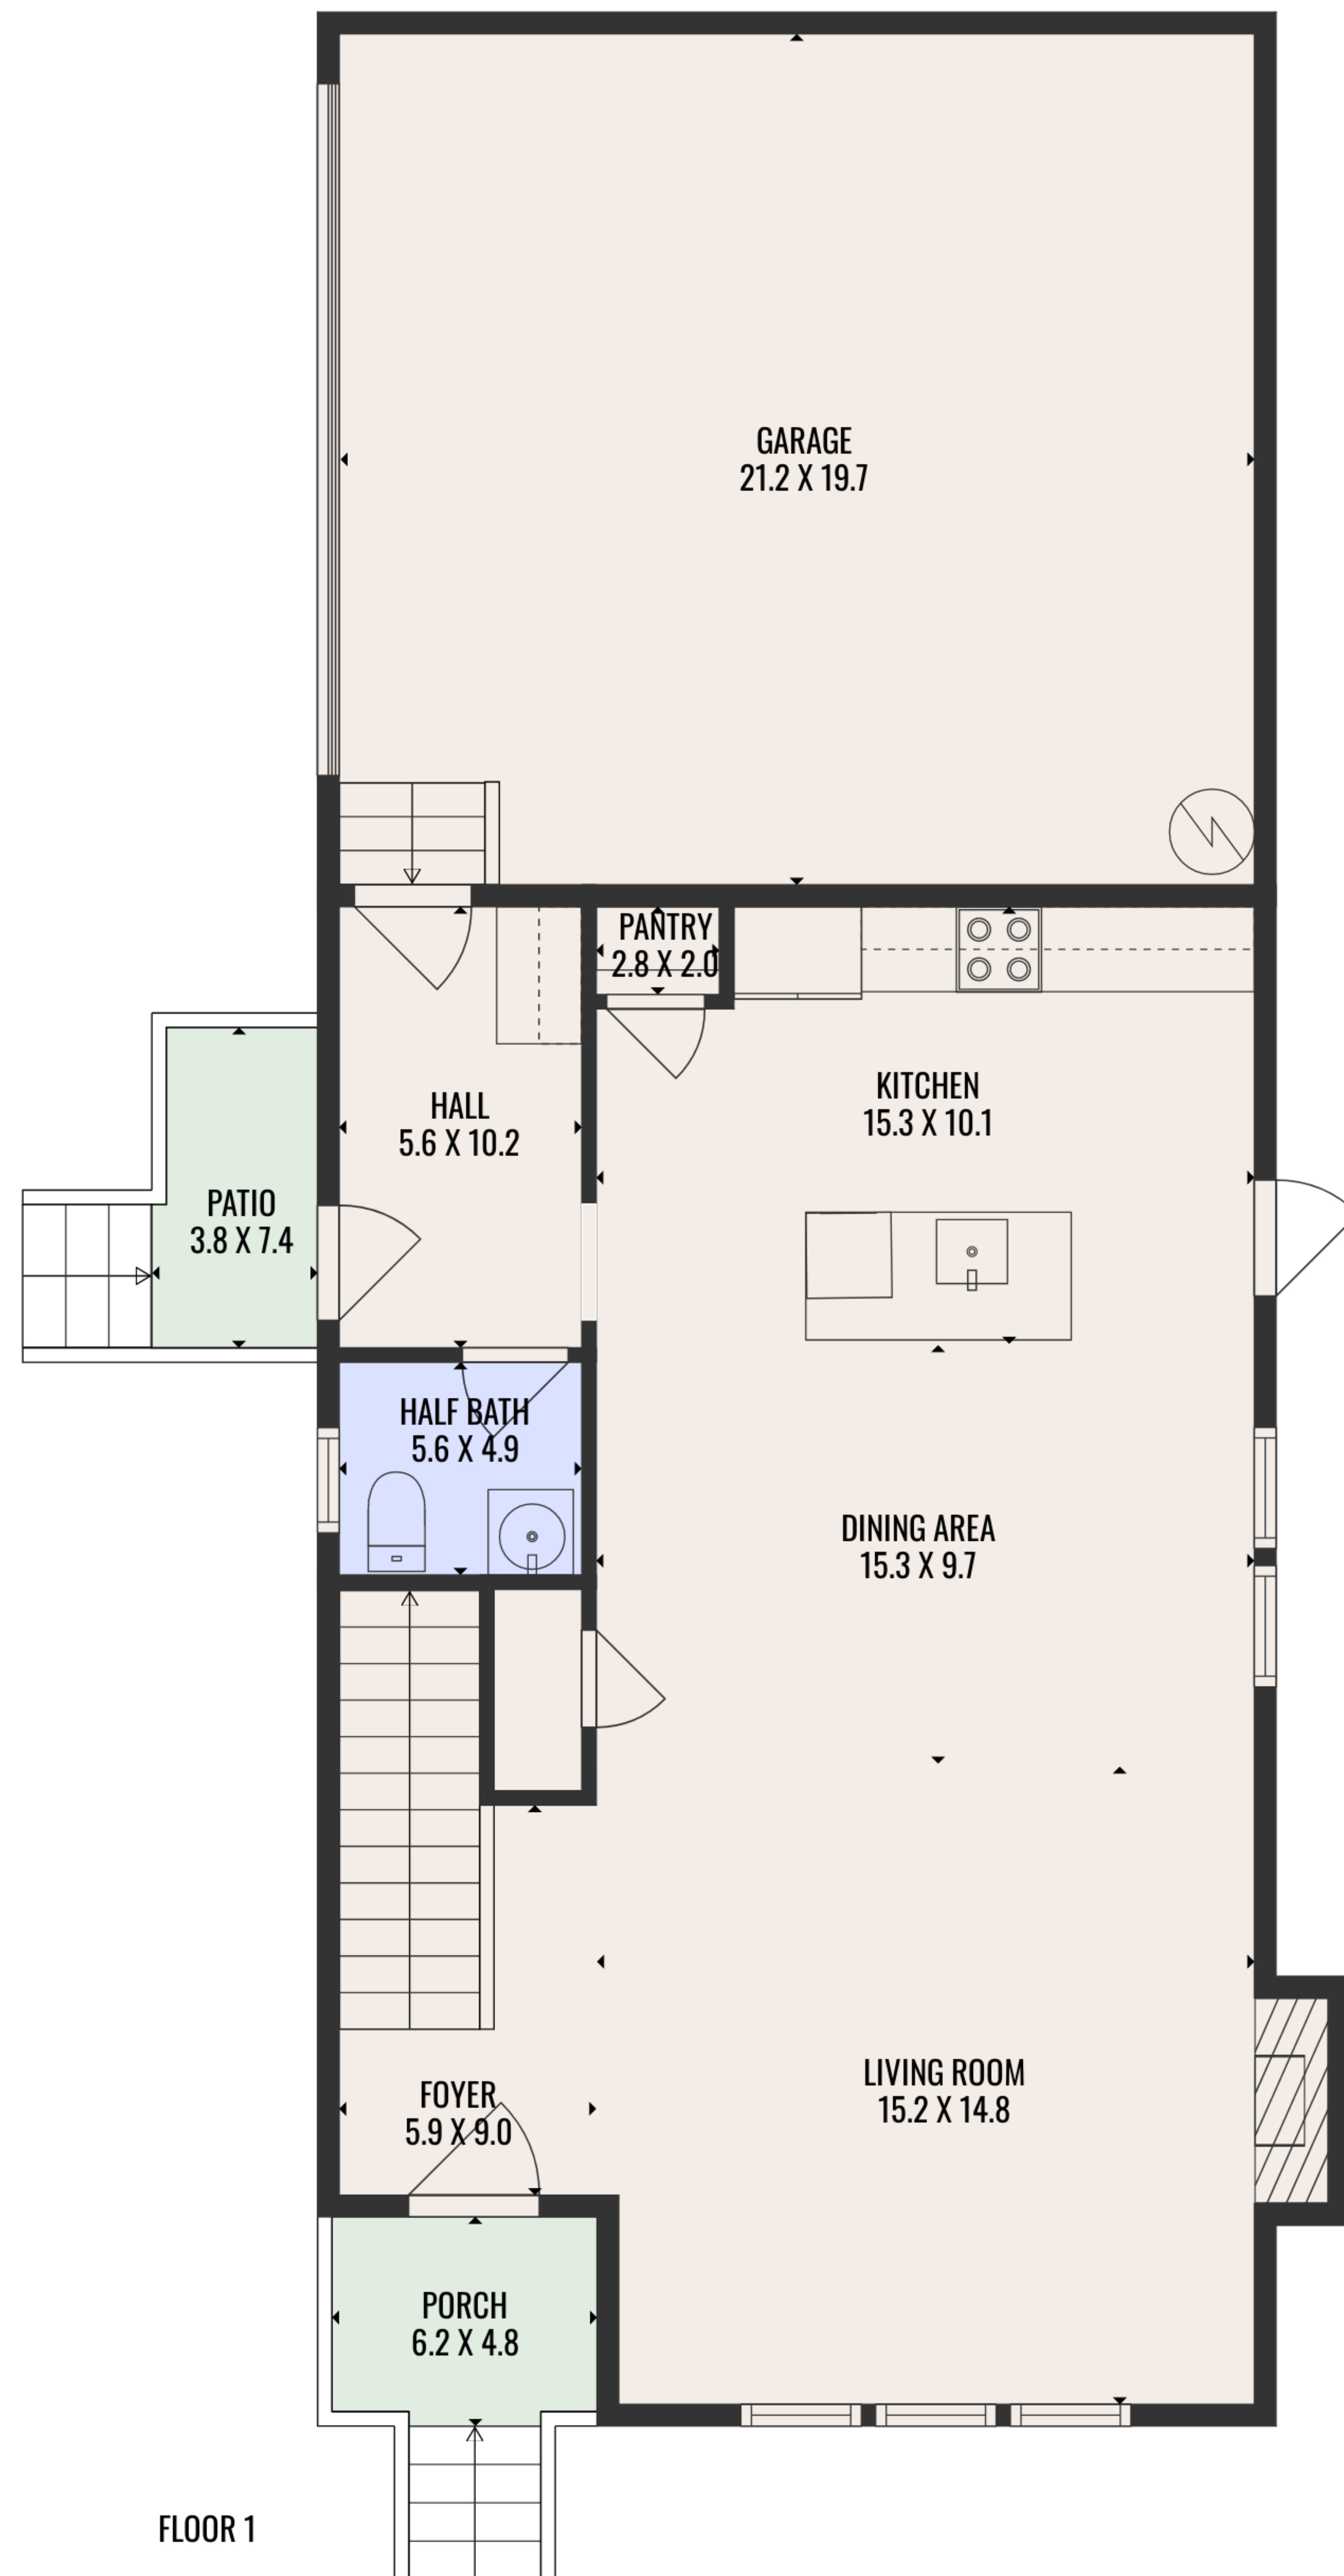 GARAGE
21.2 X 19.7
PANTRY
2.8 X 2.0
KITCHEN
15.3 X 10.1
HALL
5.6 X 10.2
PATIO
3.8 X 7.4
HALF BATH
5.6 X 4.9
DINING AREA
15.3 X 9.7
LIVING ROOM
15.2 X 14.8
FOYER
5.9 X 9.0
PORCH
6.2 X 4.8
FLOOR 1